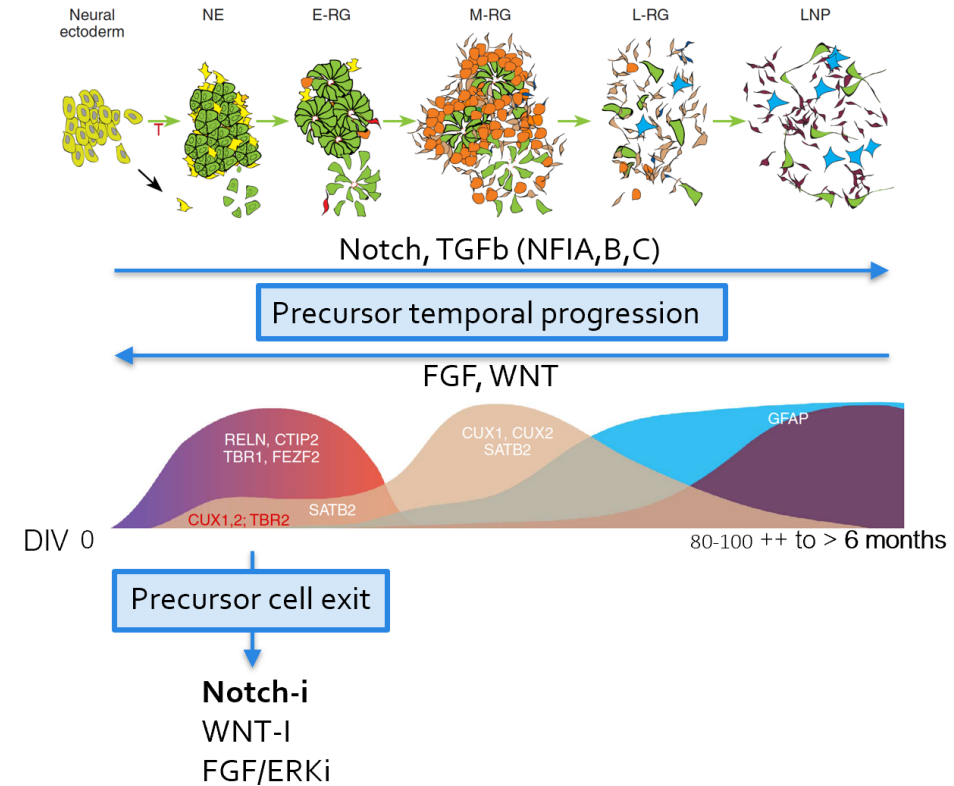 Neural
ectoderm
NE
E-RG
M-RG
L-RG
LNP
T
Notch, TGFb (NFIA,B,C)
Precursor temporal progression
FGF, WNT
RELN, CTIP2
TBR1, FEZF2
CUX1, CUX2
SATB2
GFAP
SATB2
CUX1,2; TBR2
DIV 0
80-100 ++ to > 6 months
Precursor cell exit
Notch-i
WNT-I
FGF/ERKi